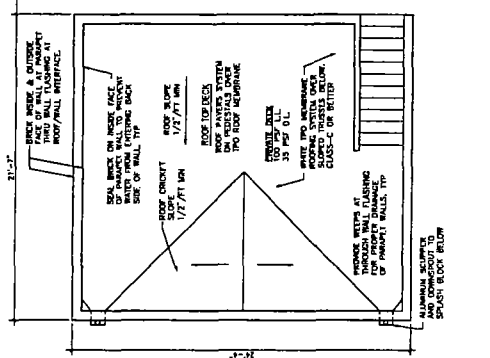 21'-7"
BRICK INSIDE & OUTSIDE
FACE OF WALL AT PARAPET
THRU WALL FLASHING AT
ROOF/WALL INTERFACE.
SEAL BRICK ON INSIDE FACE
OF PARAPET WALL TO PREVENT
WATER FROM ENTERING BACK
SIDE OF WALL, TYP
ROOF SLOPE
1/2"/FT MIN
ROOF CRICKET
SLOPE
1/2"/FT MIN
ROOF TOP DECK
ROOF PAVERS SYSTEM
ON PEDESTALS OVER
TPO ROOF MEMBRANE
PRIVATE DECK
100 PSF L.L.
35 PSF D.L.
WHITE TPO MEMBRANE
ROOFING SYSTEM OVER
SLOPED TRUSSES BELOW.
CLASS-C OR BETTER
PROVIDE WEEPS AT
THROUGH WALL FLASHING
FOR PROPER DRAINAGE
OF PARAPET WALLS, TYP
ALUMINUM SCUPPER
AND DOWNSPOUT TO
SPLASH BLOCK BELOW
24'-4"